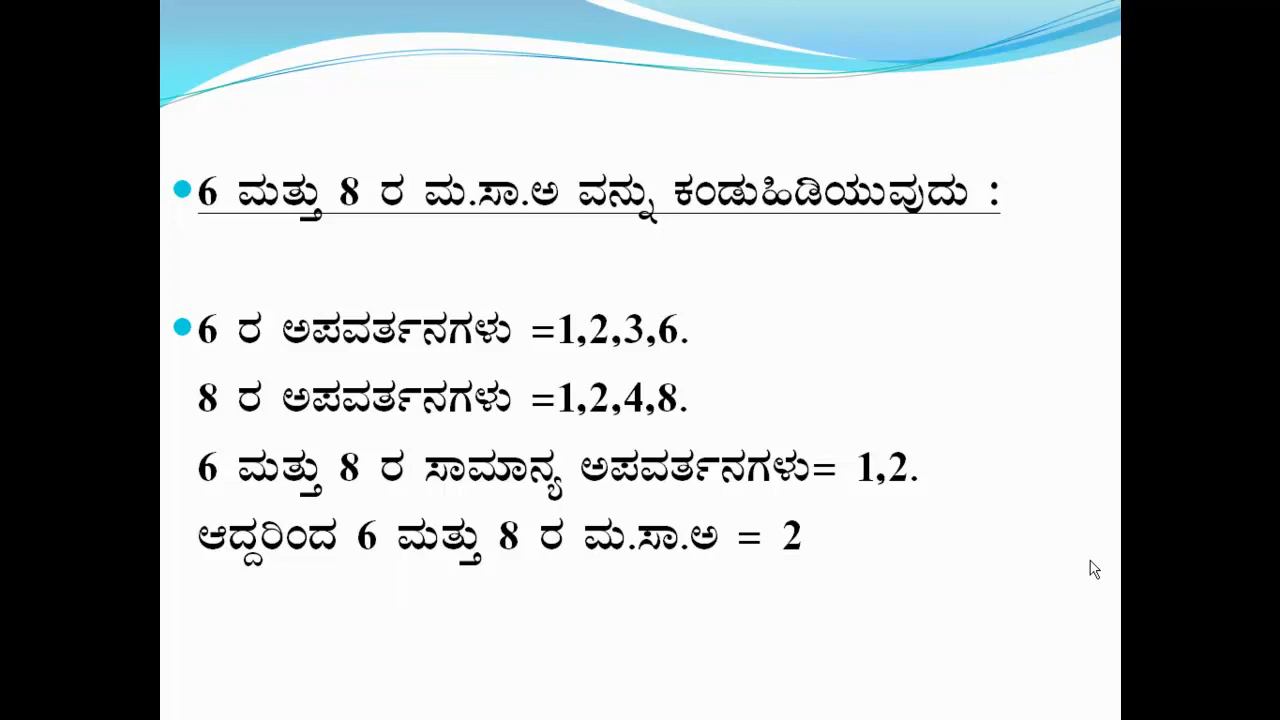 6 ಮತ್ತು 8 ರ ಮ.ಸಾ.ಅ ವನ್ನು ಕಂಡುಹಿಡಿಯುವುದು :
6 ರ ಅಪವರ್ತನಗಳು =1,2,3,6.
8 ರ ಅಪವರ್ತನಗಳು =1,2,4,8.
6 ಮತ್ತು 8 ರ ಸಾಮಾನ್ಯ ಅಪವರ್ತನಗಳು= 1,2.
ಆದ್ದರಿಂದ 6 ಮತ್ತು 8 ರ ಮ.ಸಾ.ಅ = 2